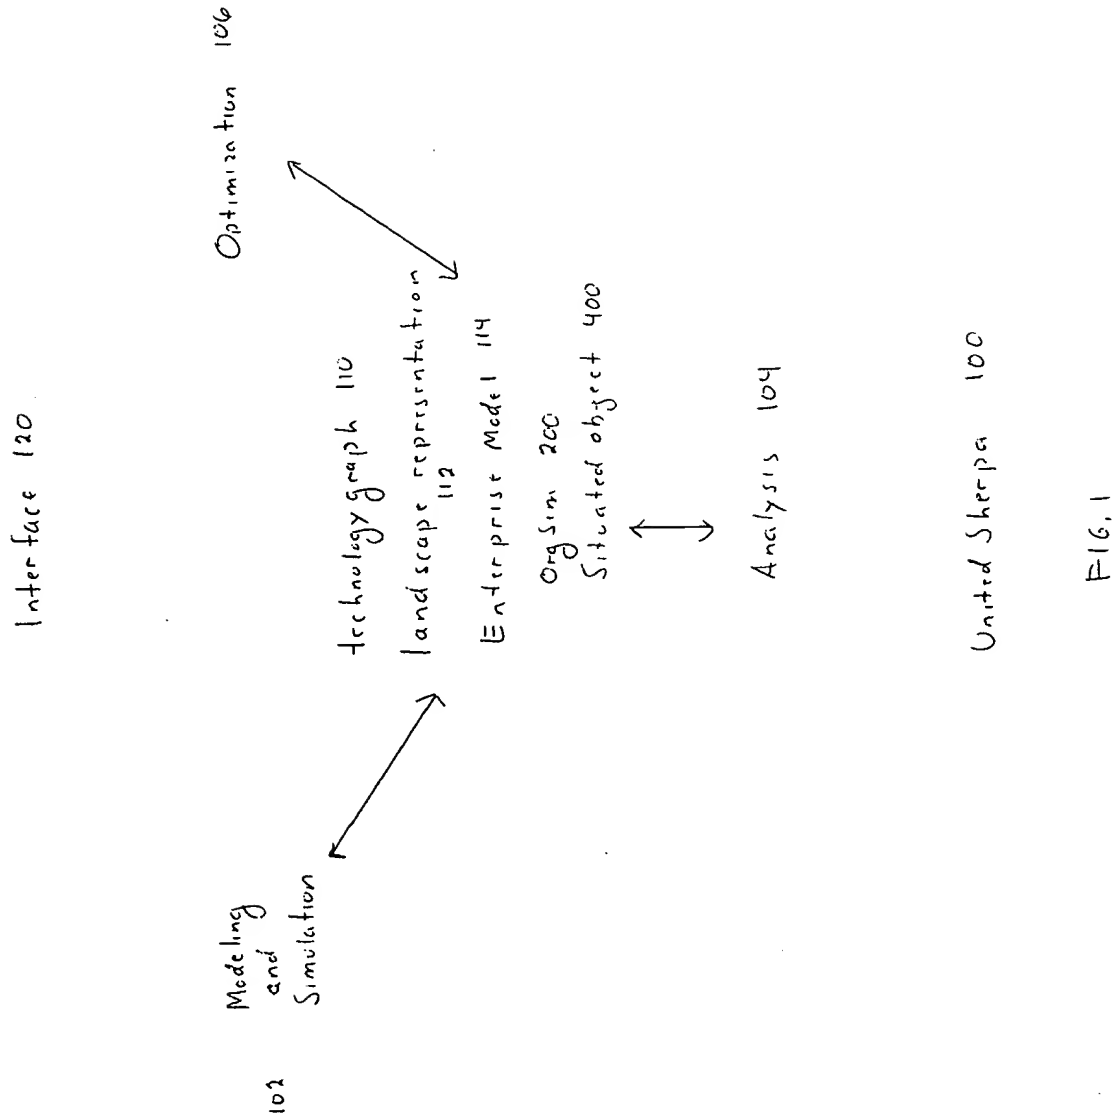 Interface 120
Optimization 106
Modeling
and
Simulation
102
technology graph 110
landscape representation
112
Enterprise Model 114
OrgSim 200
Situated object 400
Analysis 104
United Sherpa 100
FIG. 1